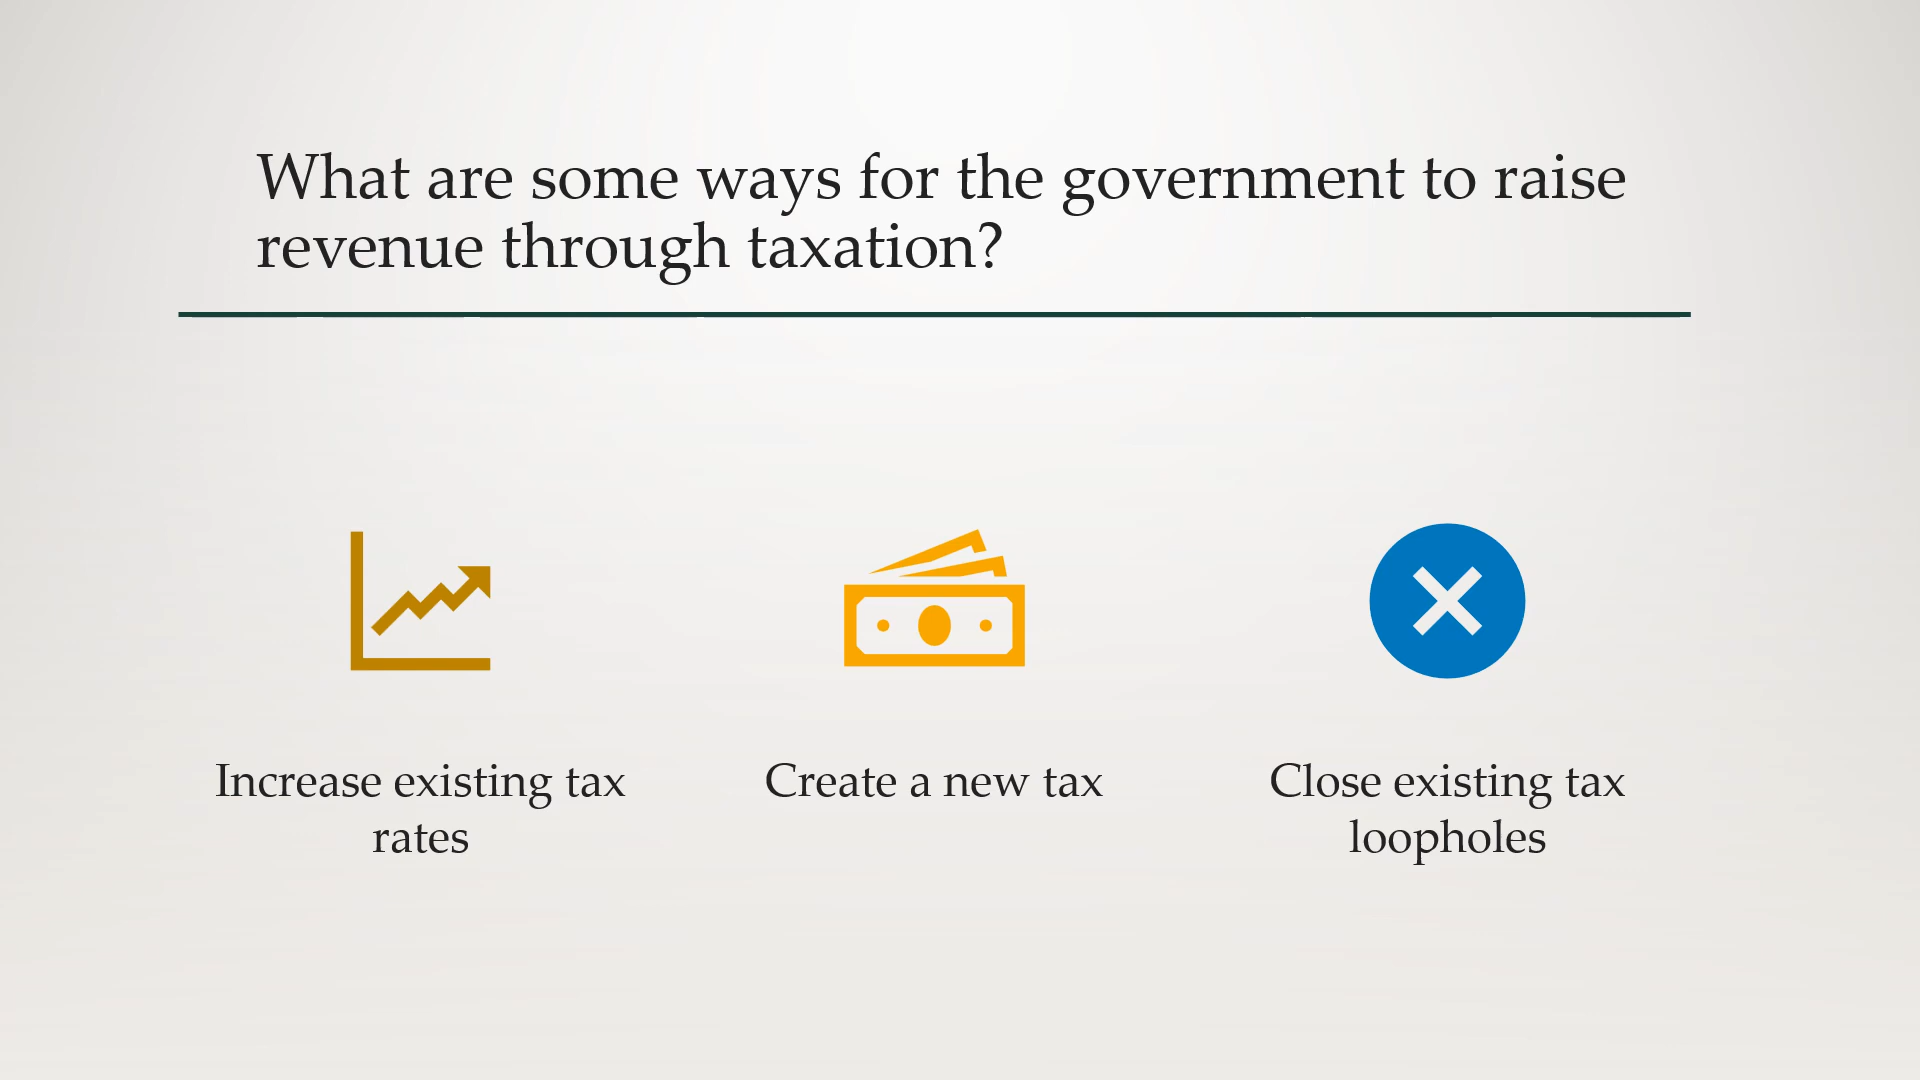 What are some ways for the government to raise
revenue through taxation?
Increase existing tax
rates
Create a new tax
Close existing tax
loopholes